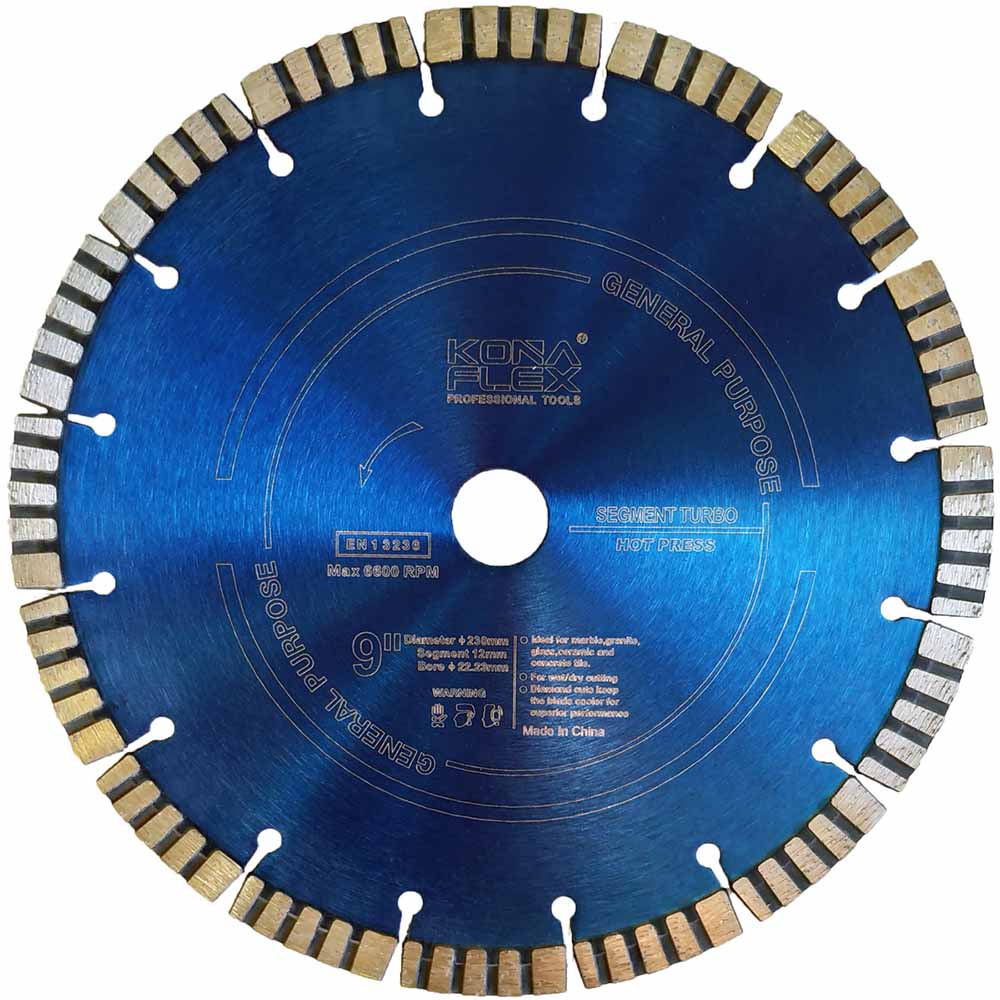 KONA®
FLEX
PROFESSIONAL TOOLS
GENERAL PURPOSE
SEGMENT TURBO
HOT PRESS
EN 13236
Max 6600 RPM
9"
Diameter ϕ 230mm
Segment 12mm
Bore ϕ 22.23mm
WARNING
Ideal for marble,granite,
glass,ceramic and
concrete tile.
For wet/dry cutting
Diamond cuts keep
the blade cooler for
superior performance
Made in China
GENERAL PURPOSE